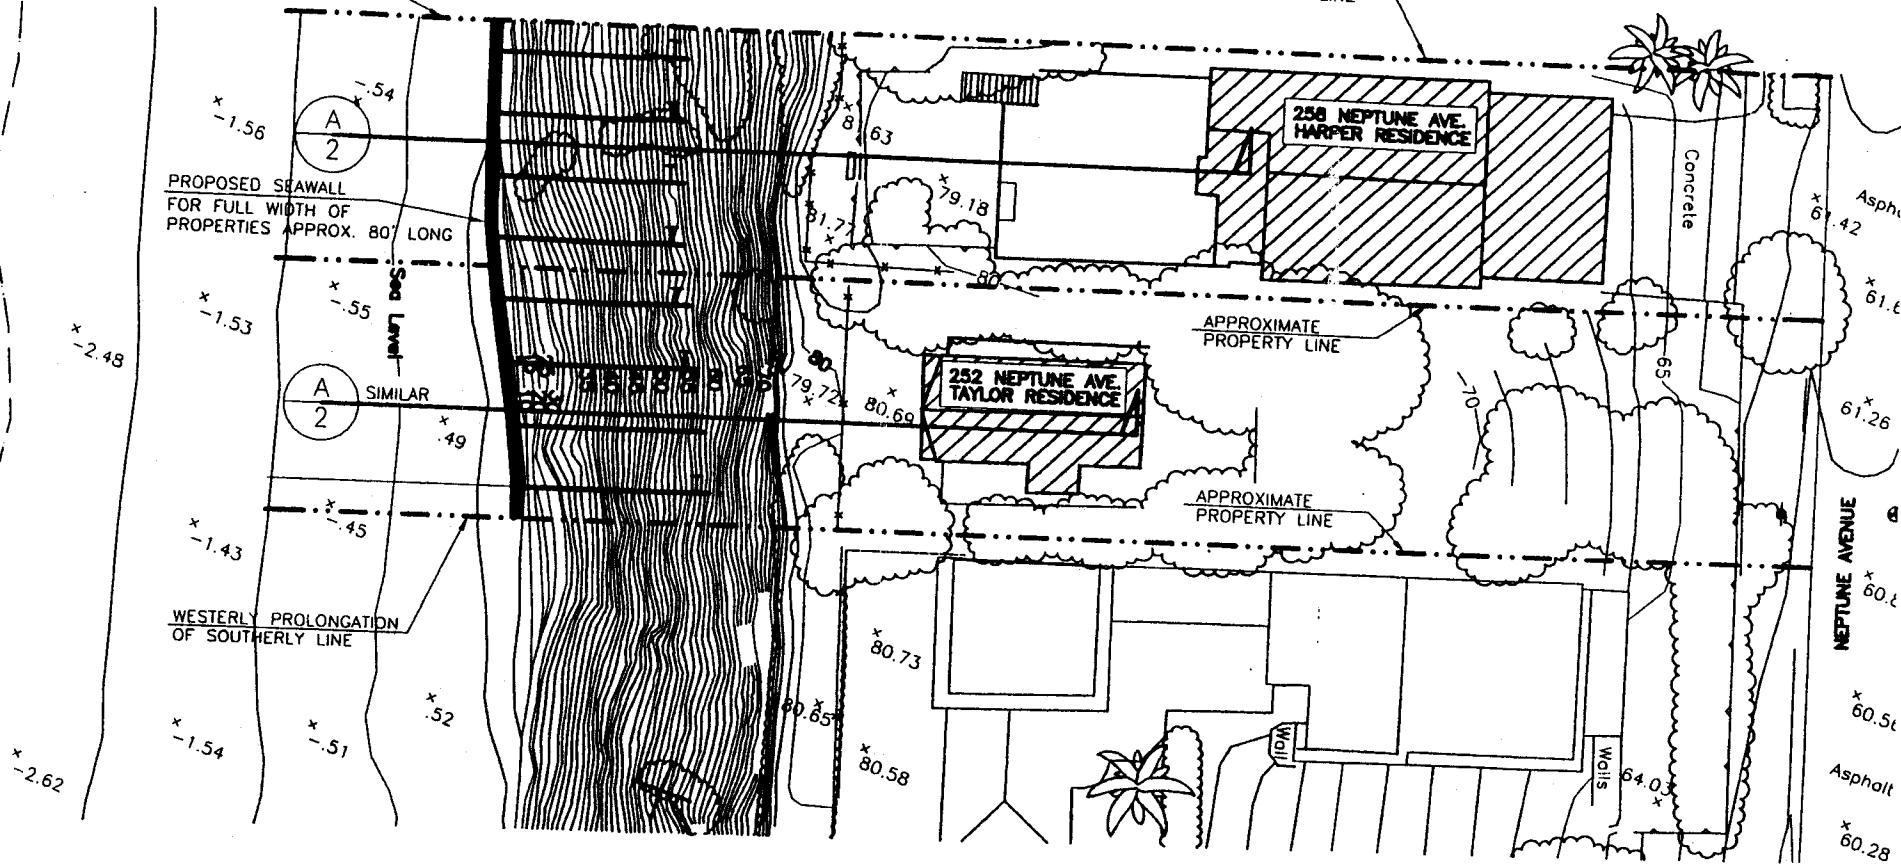 LINE
-.54
-1.56
A
2
PROPOSED SEAWALL
FOR FULL WIDTH OF
PROPERTIES APPROX. 80' LONG
Sea Level
-.55
-1.53
-2.48
A
2
SIMILAR
.49
-.45
-1.43
WESTERLY PROLONGATION
OF SOUTHERLY LINE
.52
-.51
-1.54
-2.62
63
79.18
81.77
80
258 NEPTUNE AVE.
HARPER RESIDENCE
Concrete
61.42
APPROXIMATE
PROPERTY LINE
80
79.72
80.69
252 NEPTUNE AVE.
TAYLOR RESIDENCE
65
-70
61.26
APPROXIMATE
PROPERTY LINE
NEPTUNE AVENUE
80.73
80.65
80.58
Wall
Walls
64.03
Asphalt
60.28